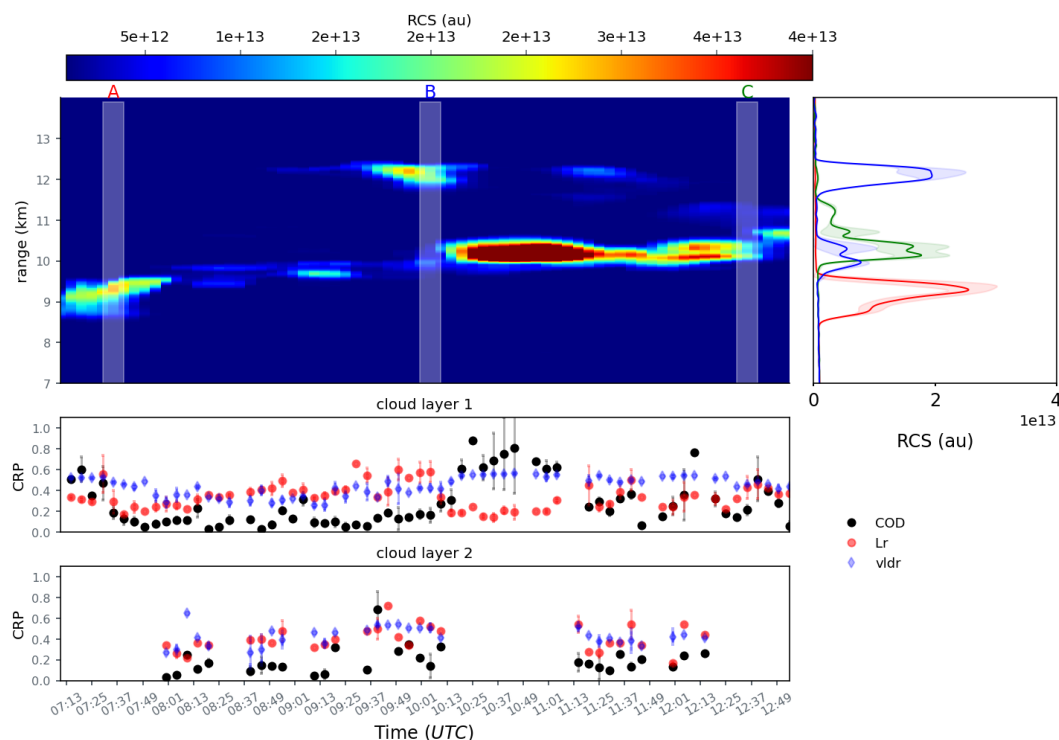 RCS (au)
5e+12 1e+13 2e+13 2e+13 2e+13 3e+13 4e+13 4e+13
A B C
range (km)
13
12
11
10
9
8
7
0 2 4
1e13
RCS (au)
cloud layer 1
CRP
1.0
0.8
0.6
0.4
0.2
0.0
COD
Lr
vldr
cloud layer 2
CRP
1.0
0.8
0.6
0.4
0.2
0.0
07:13 07:25 07:37 07:49 08:01 08:13 08:25 08:37 08:49 09:01 09:13 09:25 09:37 09:49 10:01 10:13 10:25 10:37 10:49 11:01 11:13 11:25 11:37 11:49 12:01 12:13 12:25 12:37 12:49
Time (UTC)